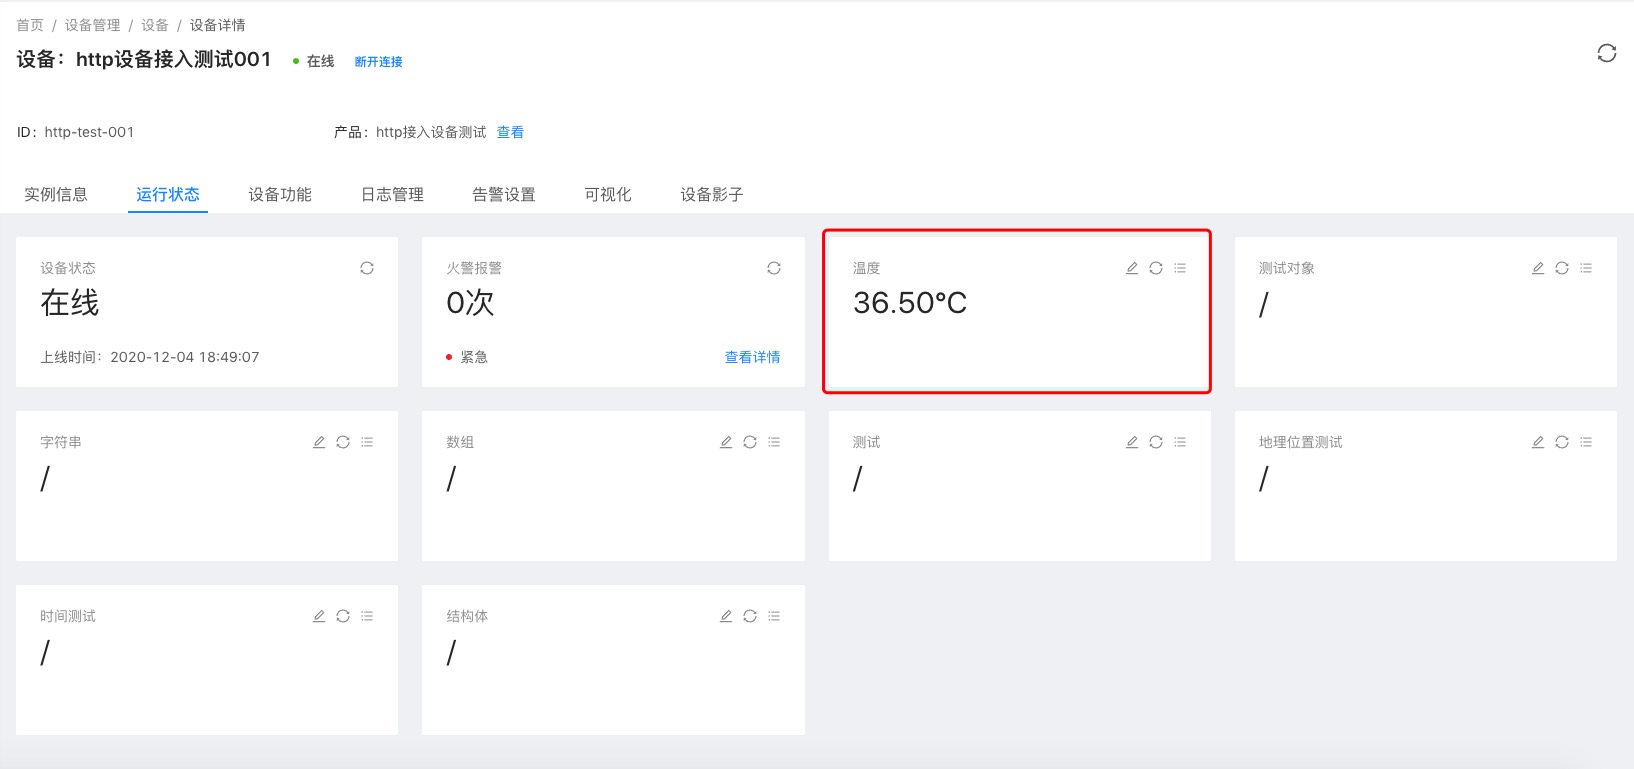 首页 / 设备管理 / 设备 / 设备详情
设备：http设备接入测试001 在线 断开连接
ID：http-test-001 产品：http接入设备测试 查看
实例信息 运行状态 设备功能 日志管理 告警设置 可视化 设备影子
设备状态
在线
上线时间：2020-12-04 18:49:07
火警报警
0次
紧急 查看详情
温度
36.50℃
测试对象
/
字符串
/
数组
/
测试
/
地理位置测试
/
时间测试
/
结构体
/